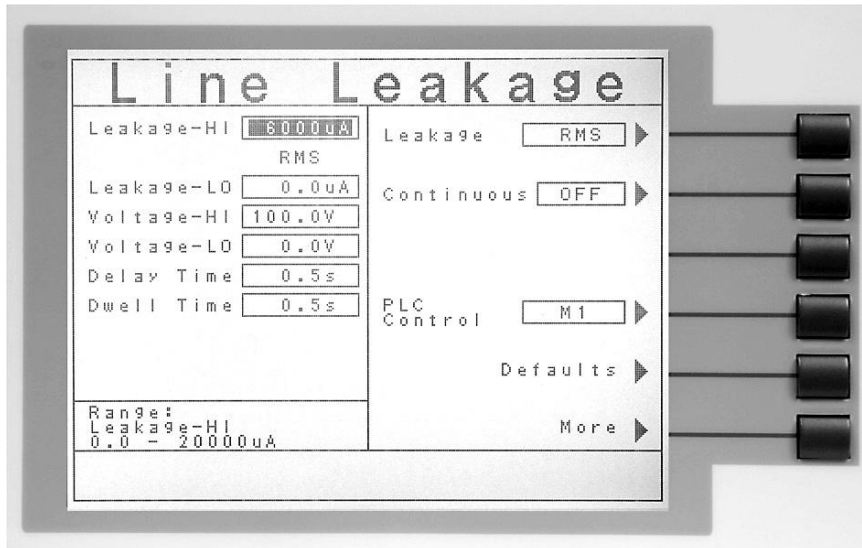 Line Leakage
Leakage-HI 6000uA
RMS
Leakage-LO 0.0uA
Voltage-HI 100.0V
Voltage-LO 0.0V
Delay Time 0.5s
Dwell Time 0.5s
Range:
Leakage-HI
0.0 - 20000uA
Leakage RMS
Continuous OFF
PLC
Control M1
Defaults
More